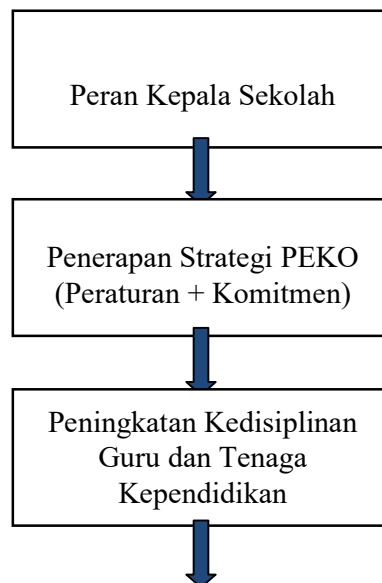 Peran Kepala Sekolah
Penerapan Strategi PEKO
(Peraturan + Komitmen)
Peningkatan Kedisiplinan
Guru dan Tenaga
Kependidikan